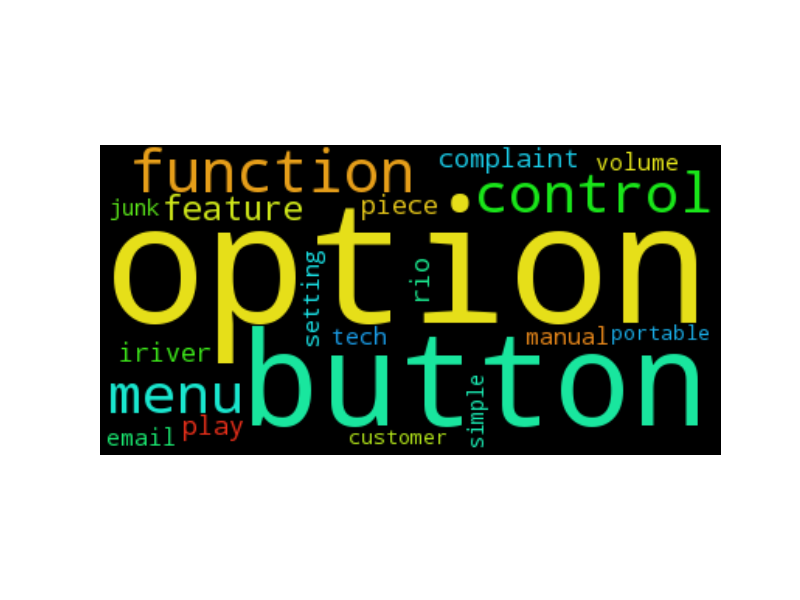 function
complaint
volume
junk
feature
piece
control
option
setting
rio
iriver
tech
manual
portable
menu
button
email
play
customer
simple